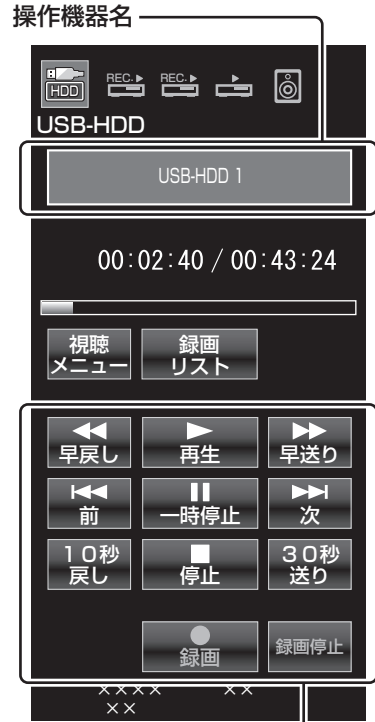 操作機器名
HDD REC. REC.
USB-HDD
USB-HDD 1
00:02:40 / 00:43:24
視聴
メニュー
録画
リスト
早戻し 再生 早送り
前 一時停止 次
10秒
戻し
停止
30秒
送り
録画 録画停止
×××× ××
××